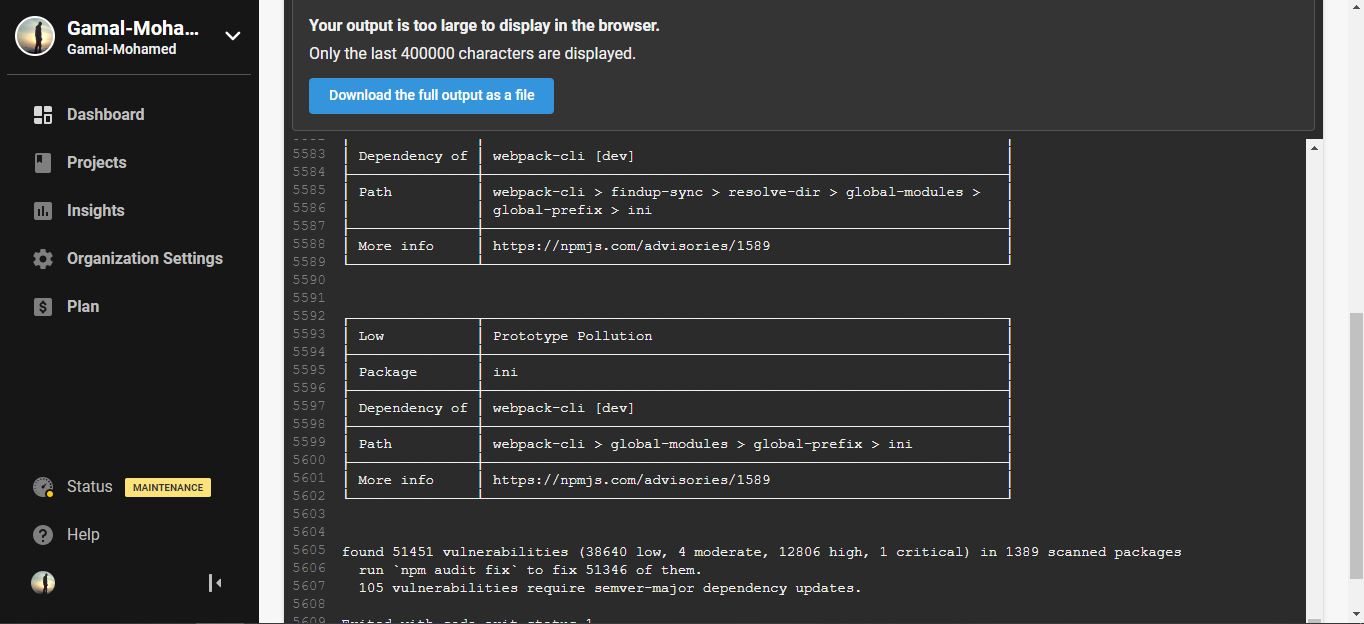 Gamal-Moha...
Gamal-Mohamed
Dashboard
Projects
Insights
Organization Settings
Plan
Status MAINTENANCE
Help
Your output is too large to display in the browser.
Only the last 400000 characters are displayed.
Download the full output as a file
5583 Dependency of webpack-cli [dev]
5584
5585 Path webpack-cli > findup-sync > resolve-dir > global-modules >
5586 global-prefix > ini
5587
5588 More info https://npmjs.com/advisories/1589
5589
5590
5591
5592
5593 Low Prototype Pollution
5594
5595 Package ini
5596
5597 Dependency of webpack-cli [dev]
5598
5599 Path webpack-cli > global-modules > global-prefix > ini
5600
5601 More info https://npmjs.com/advisories/1589
5602
5603
5604
5605 found 51451 vulnerabilities (38640 low, 4 moderate, 12806 high, 1 critical) in 1389 scanned packages
5606 run `npm audit fix` to fix 51346 of them.
5607 105 vulnerabilities require semver-major dependency updates.
5608
5609 Exited with code exit status 1